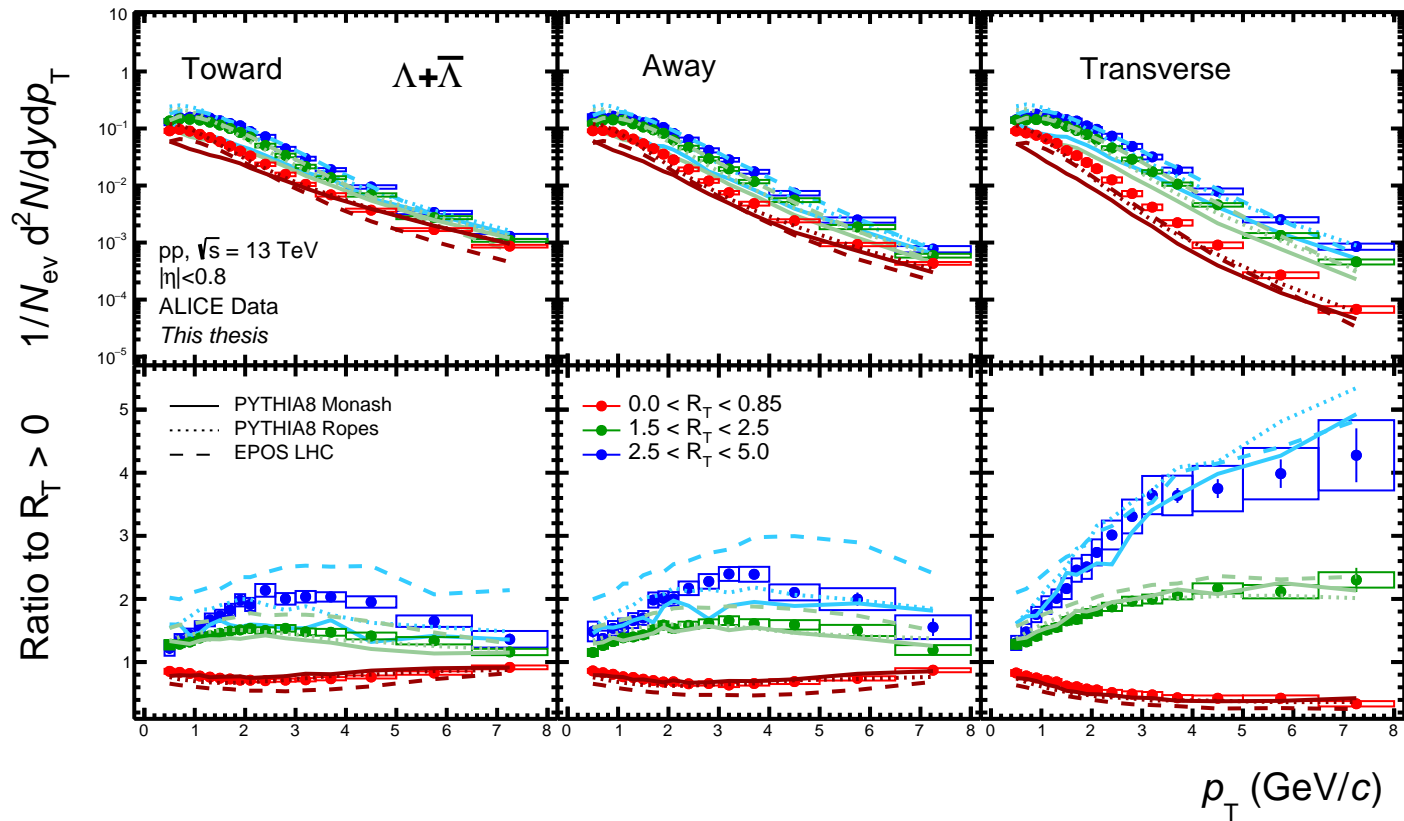 1/N_ev d²N/dydp_T
10
1
10⁻¹
10⁻²
10⁻³
10⁻⁴
10⁻⁵
Toward
Λ+Λ̅
Away
Transverse
pp, √s = 13 TeV
|η|<0.8
ALICE Data
This thesis
Ratio to R_T > 0
5
4
3
2
1
PYTHIA8 Monash
PYTHIA8 Ropes
EPOS LHC
0.0 < R_T < 0.85
1.5 < R_T < 2.5
2.5 < R_T < 5.0
0 1 2 3 4 5 6 7 8
0 1 2 3 4 5 6 7 8
0 1 2 3 4 5 6 7 8
p_T (GeV/c)